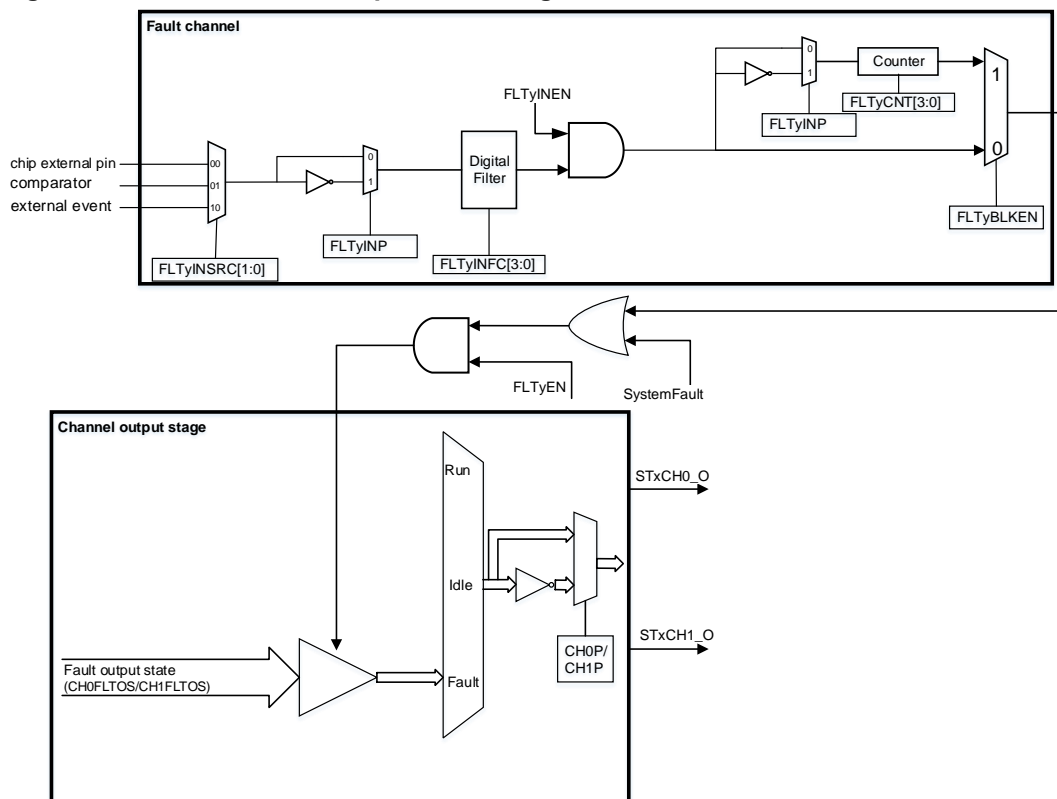 Fault channel
0
1
Counter
FLTyCNT[3:0]
FLTyINP
1
0
FLTyBLKEN
FLTyINEN
chip external pin
comparator
external event
00
01
10
FLTyINSRC[1:0]
0
1
FLTyINP
Digital
Filter
FLTyINFC[3:0]
FLTyEN
SystemFault
Channel output stage
Run
Idle
Fault
STxCH0_O
STxCH1_O
CH0P/
CH1P
Fault output state
(CH0FLTOS/CH1FLTOS)